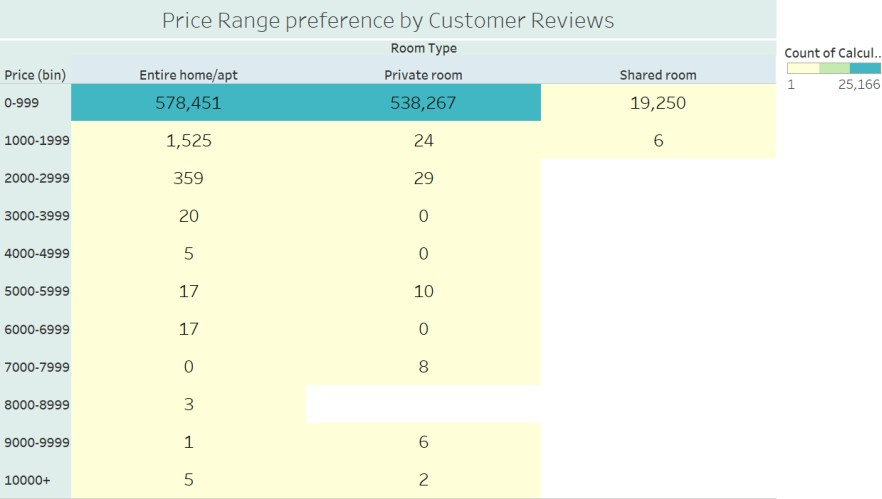 Price Range preference by Customer Reviews
Room Type
Price (bin) Entire home/apt Private room Shared room
0-999 578,451 538,267 19,250
1000-1999 1,525 24 6
2000-2999 359 29
3000-3999 20 0
4000-4999 5 0
5000-5999 17 10
6000-6999 17 0
7000-7999 0 8
8000-8999 3
9000-9999 1 6
10000+ 5 2
Count of Calcul..
1 25,166